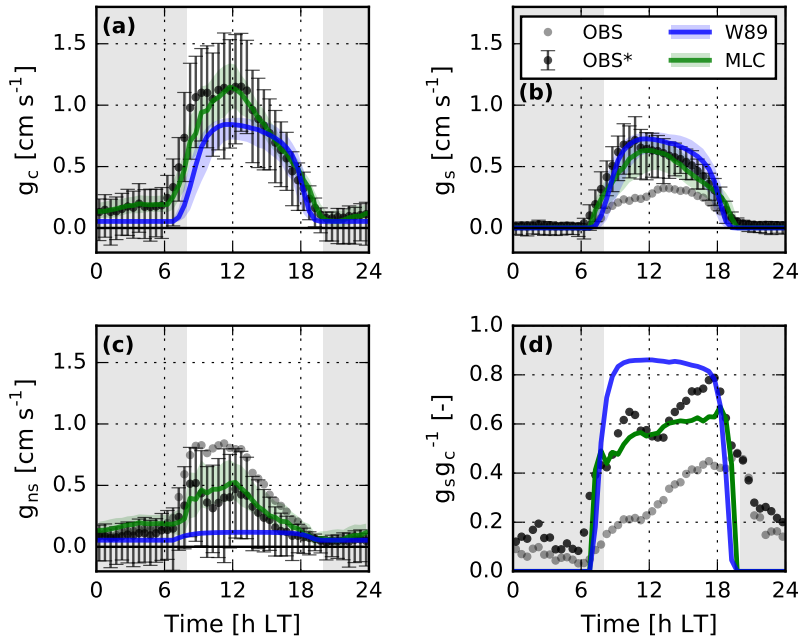 (a)
1.5
1.0
0.5
0.0
g_c [cm s^-1]
0 6 12 18 24
OBS W89
OBS* MLC
(b)
1.5
1.0
0.5
0.0
g_s [cm s^-1]
0 6 12 18 24
(c)
1.5
1.0
0.5
0.0
g_ns [cm s^-1]
0 6 12 18 24
Time [h LT]
(d)
1.0
0.8
0.6
0.4
0.2
0.0
g_s g_c^-1 [-]
0 6 12 18 24
Time [h LT]